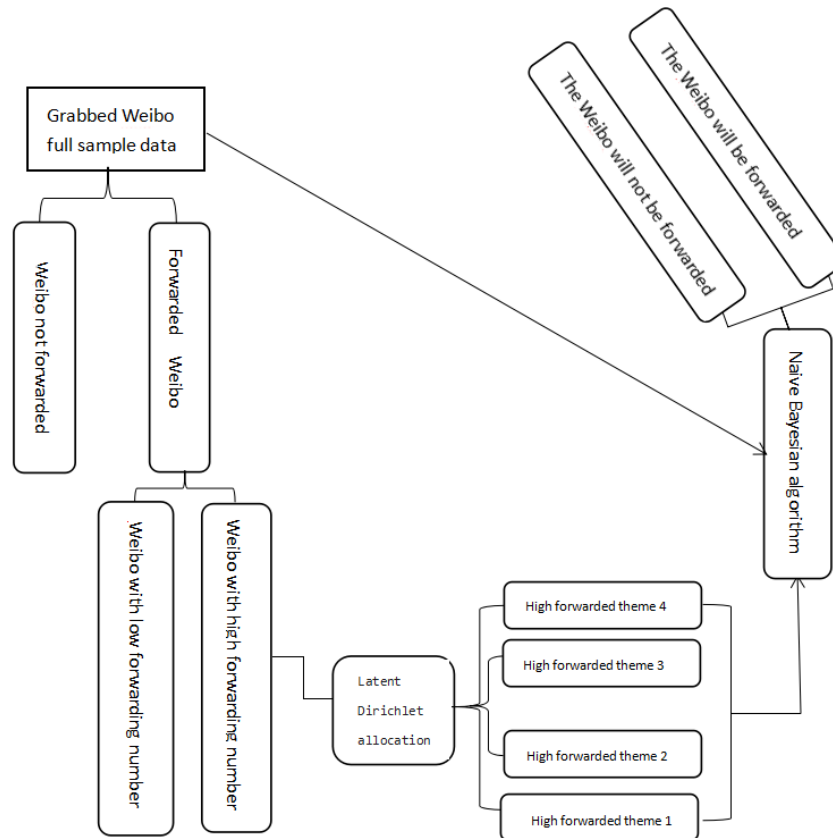 Grabbed Weibo
full sample data
The Weibo will not be forwarded
The Weibo will be forwarded
Weibo not forwarded
Forwarded Weibo
Naive Bayesian algorithm
Weibo with low forwarding number
Weibo with high forwarding number
Latent
Dirichlet
allocation
High forwarded theme 4
High forwarded theme 3
High forwarded theme 2
High forwarded theme 1